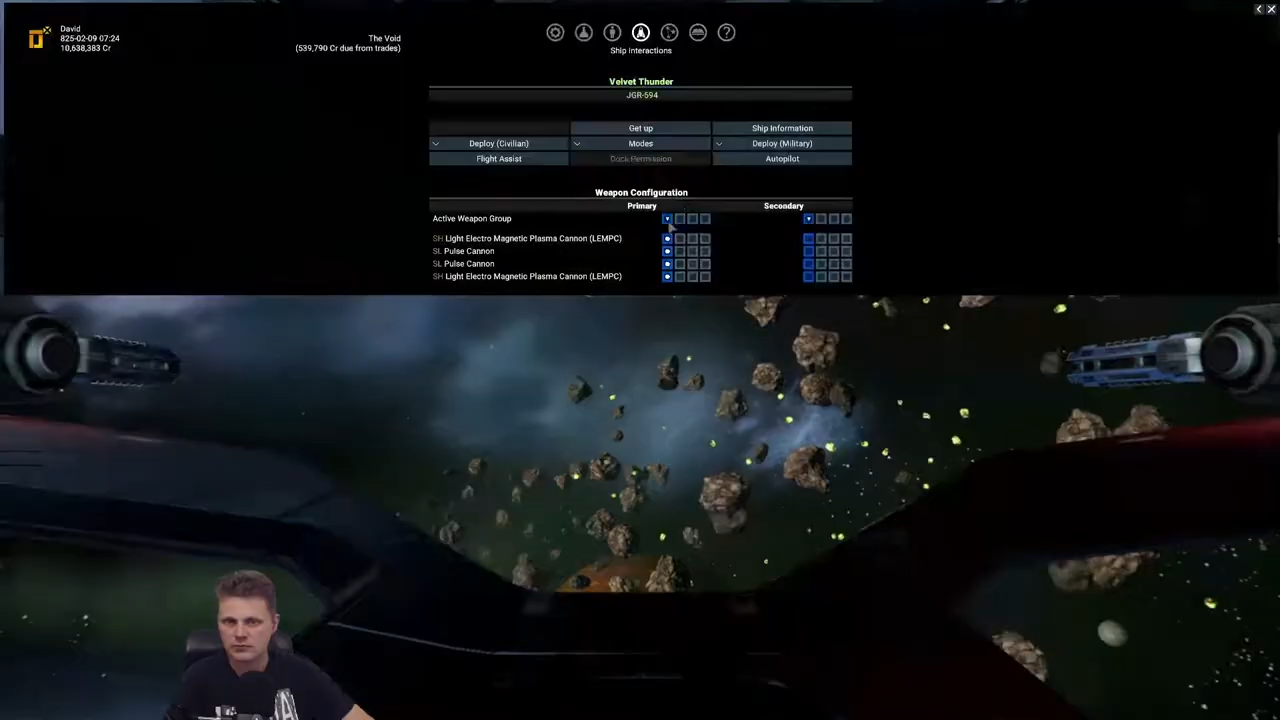 David
825-02-09 07:24
10,638,383 Cr
The Void
(539,790 Cr due from trades)
Ship Interactions
Velvet Thunder
JGR-594
Get up
Ship Information
Deploy (Civilian)
Modes
Deploy (Military)
Flight Assist
Dock Permission
Autopilot
Weapon Configuration
Primary
Secondary
Active Weapon Group
SH Light Electro Magnetic Plasma Cannon (LEMPC)
SL Pulse Cannon
SL Pulse Cannon
SH Light Electro Magnetic Plasma Cannon (LEMPC)